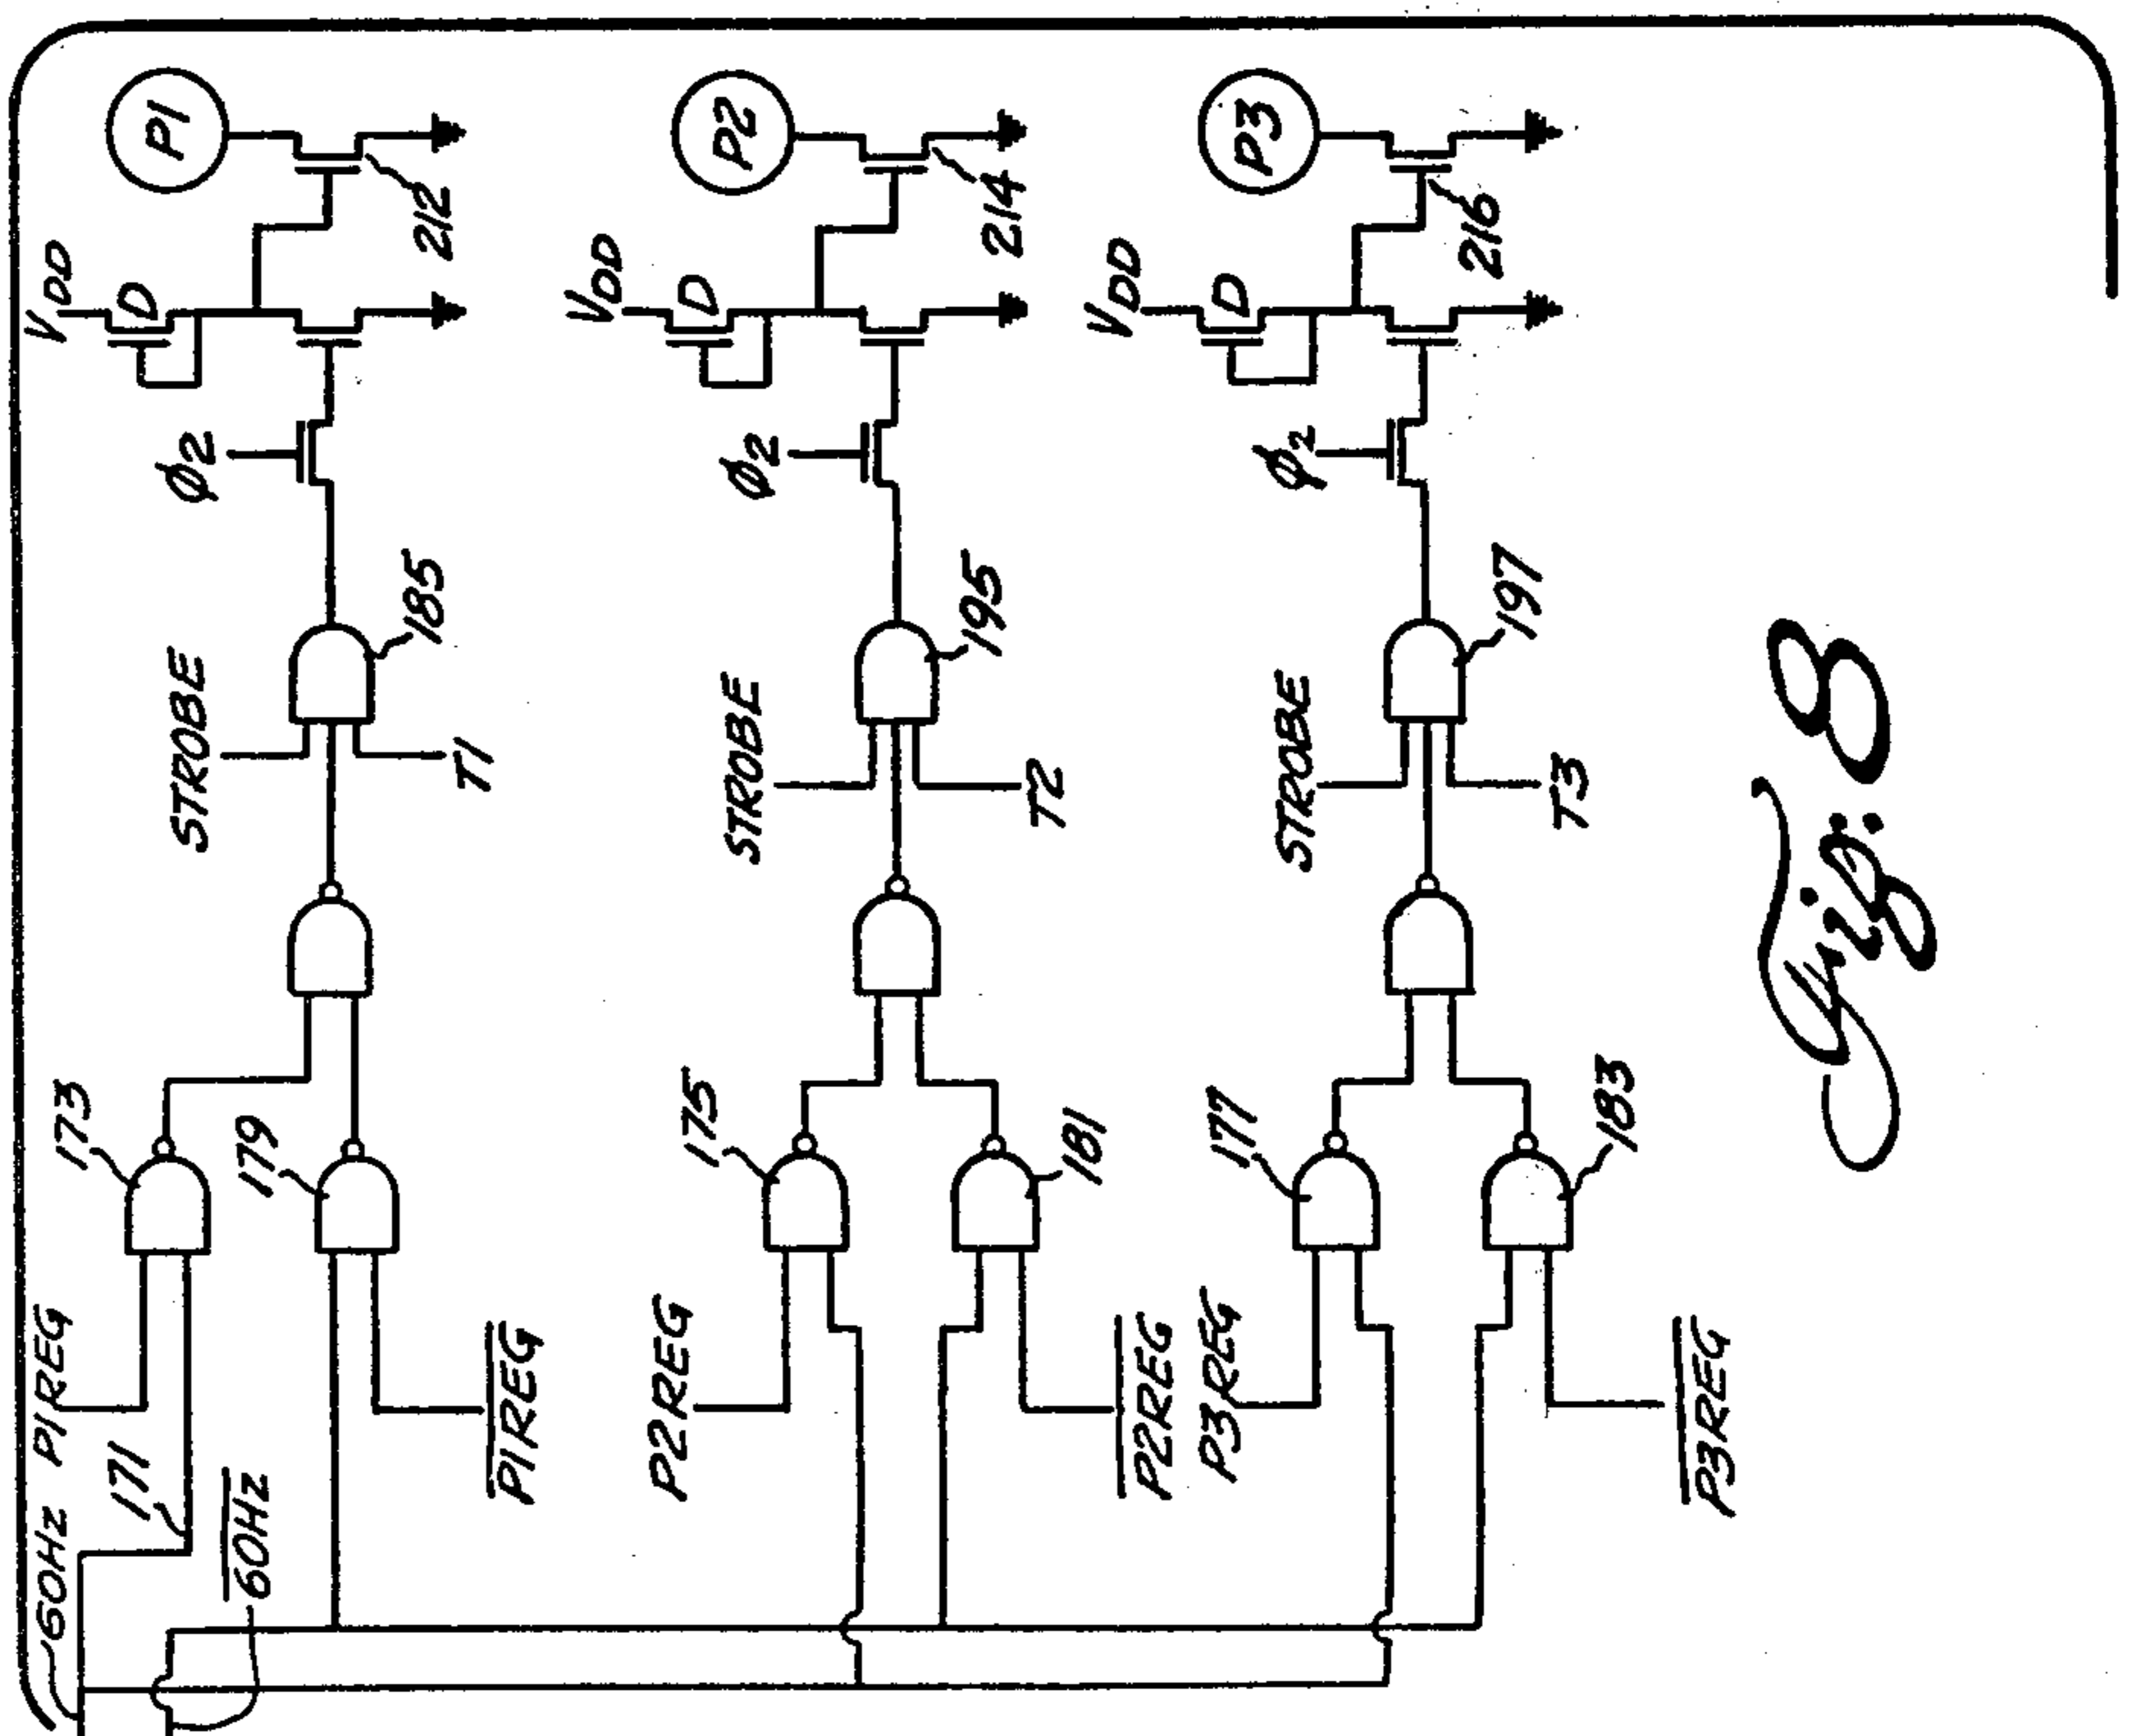 P1
P2
P3
212
214
216
VDD
D
VDD
D
VDD
D
φ2
φ2
φ2
185
195
197
STROBE
T1
STROBE
T2
STROBE
T3
173
179
175
181
177
183
60HZ
P1REG
171
60HZ
P1REG
P2REG
P2REG
P3REG
P3REG
Fig. 8